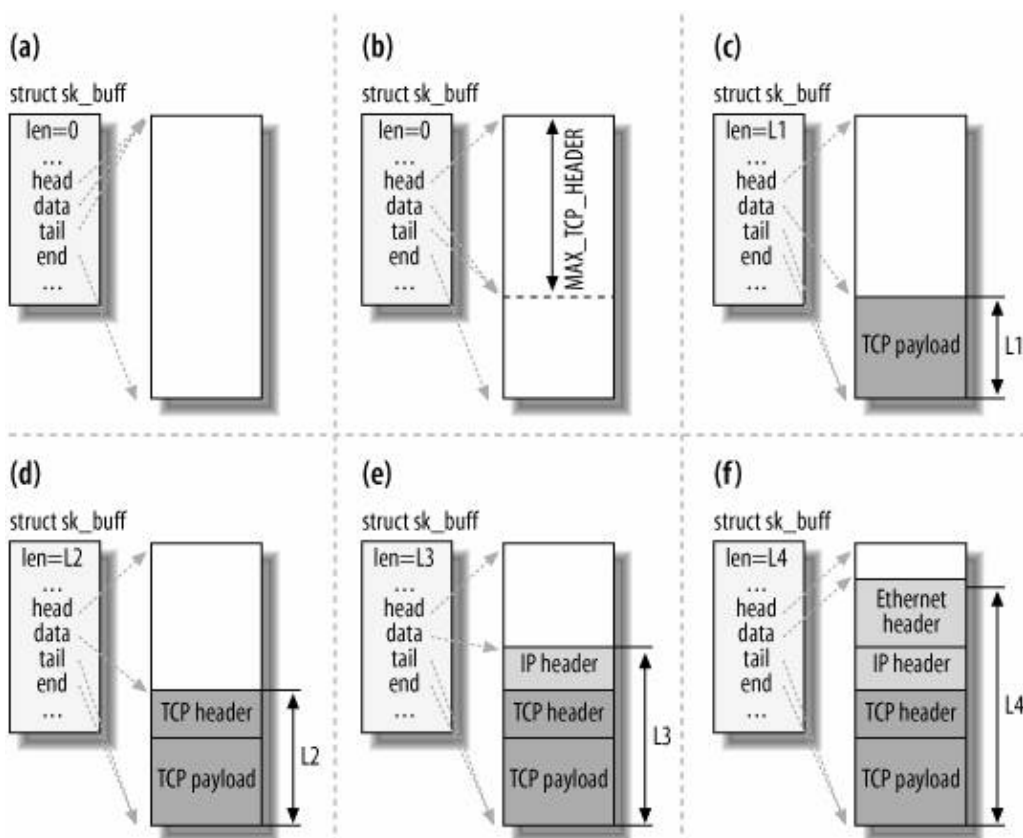 (a)
struct sk_buff
len=0
...
head
data
tail
end
...
(b)
struct sk_buff
len=0
...
head
data
tail
end
...
MAX_TCP_HEADER
(c)
struct sk_buff
len=L1
...
head
data
tail
end
...
TCP payload
L1
(d)
struct sk_buff
len=L2
...
head
data
tail
end
...
TCP header
TCP payload
L2
(e)
struct sk_buff
len=L3
...
head
data
tail
end
...
IP header
TCP header
TCP payload
L3
(f)
struct sk_buff
len=L4
...
head
data
tail
end
...
Ethernet
header
IP header
TCP header
TCP payload
L4